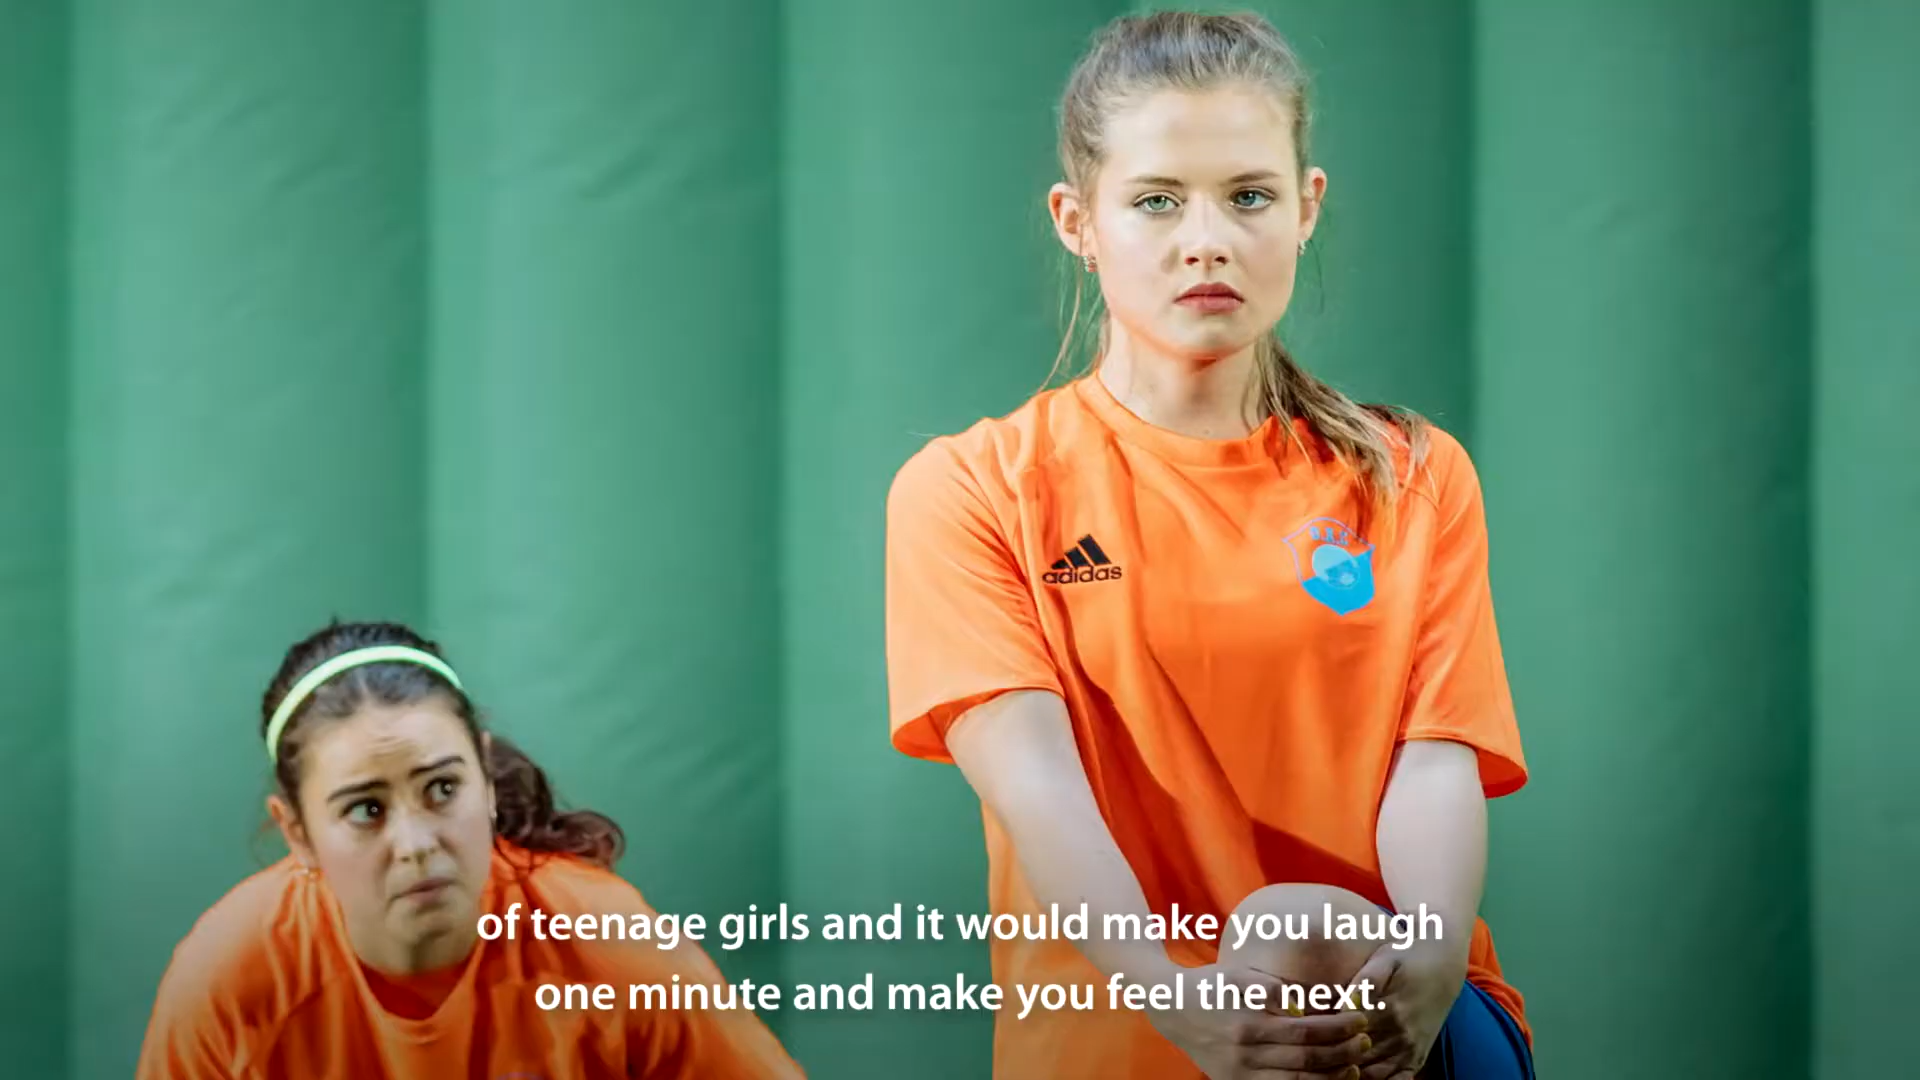 adidas
of teenage girls and it would make you laugh
one minute and make you feel the next.